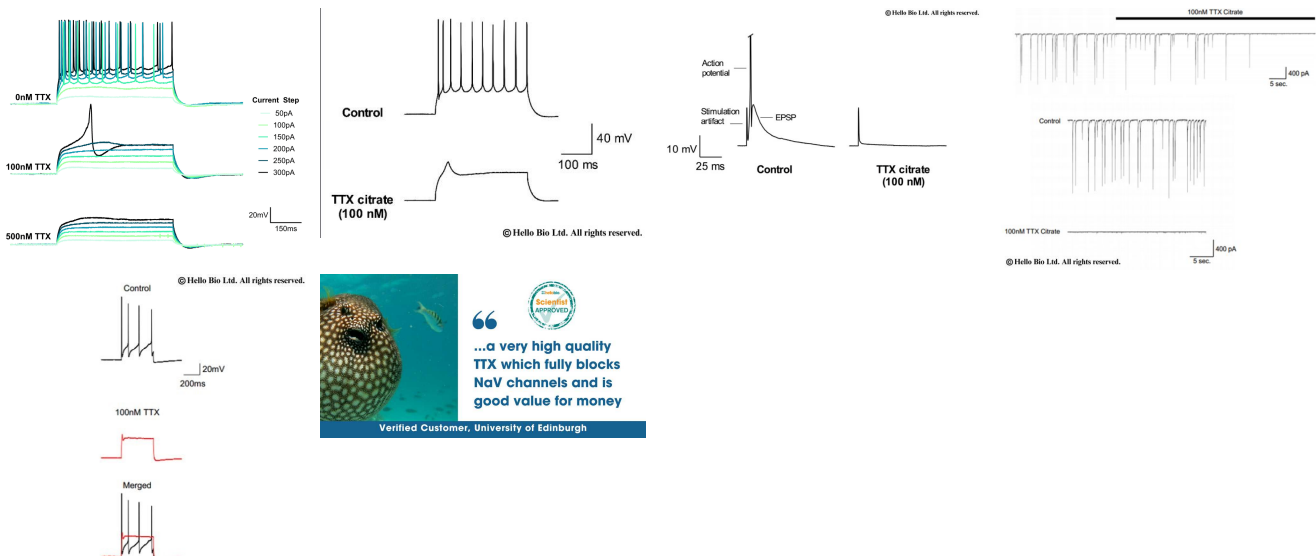 0nM TTX
100nM TTX
500nM TTX
Current Step
50pA
100pA
150pA
200pA
250pA
300pA
20mV
150ms
Control
TTX citrate
(100 nM)
40 mV
100 ms
© Hello Bio Ltd. All rights reserved.
© Hello Bio Ltd. All rights reserved.
Action
potential
Stimulation
artifact
EPSP
10 mV
25 ms
Control
TTX citrate
(100 nM)
100nM TTX Citrate
400 pA
5 sec.
Control
100nM TTX Citrate
400 pA
5 sec.
© Hello Bio Ltd. All rights reserved.
© Hello Bio Ltd. All rights reserved.
Control
20mV
200ms
100nM TTX
Merged
Scientist
APPROVED
“
...a very high quality
TTX which fully blocks
NaV channels and is
good value for money
Verified Customer, University of Edinburgh